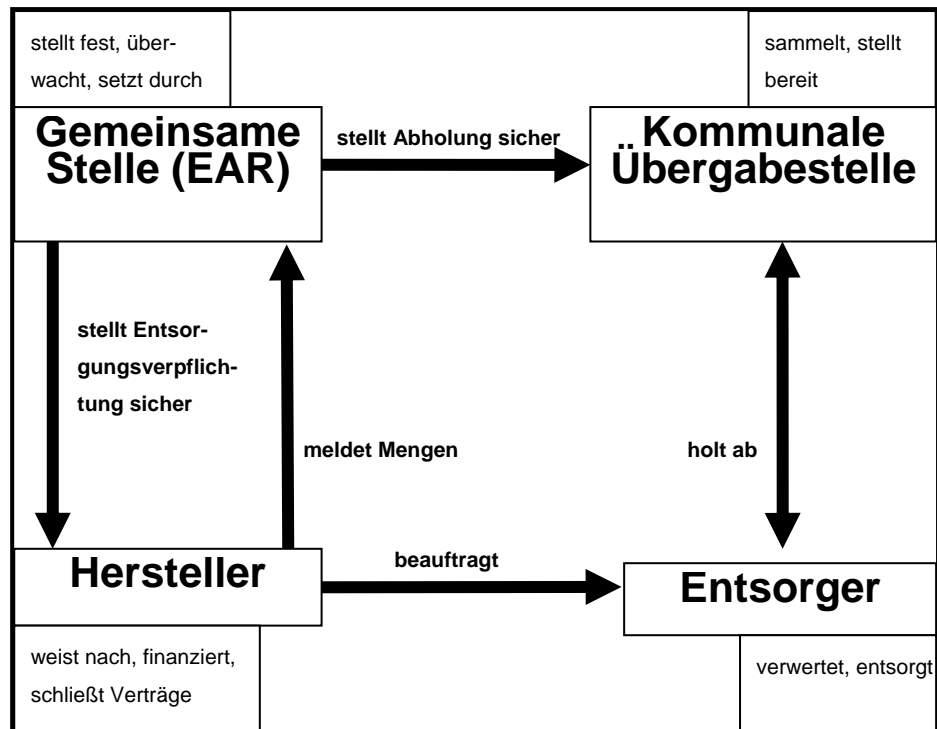 stellt fest, über-
wacht, setzt durch
sammelt, stellt
bereit
Gemeinsame
Stelle (EAR)
stellt Abholung sicher
Kommunale
Übergabestelle
stellt Entsor-
gungsverpflich-
tung sicher
meldet Mengen
holt ab
Hersteller
beauftragt
Entsorger
weist nach, finanziert,
schließt Verträge
verwertet, entsorgt